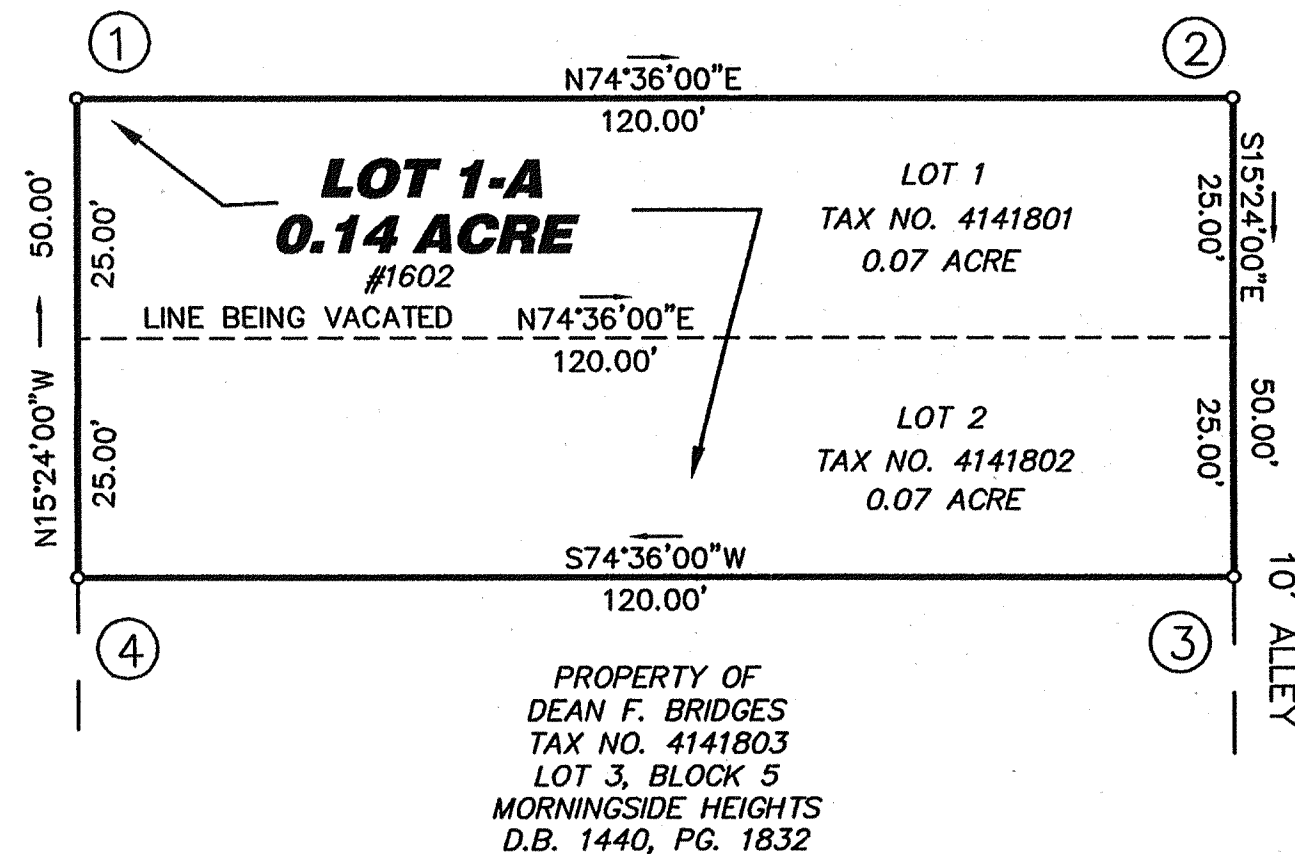 1
2
N74°36'00"E
120.00'
S15°24'00"E
25.00'
50.00'
25.00'
LOT 1-A
0.14 ACRE
#1602
LOT 1
TAX NO. 4141801
0.07 ACRE
LINE BEING VACATED
N74°36'00"E
120.00'
N15°24'00"W
25.00'
LOT 2
TAX NO. 4141802
0.07 ACRE
25.00'
50.00'
S74°36'00"W
120.00'
10' ALLEY
4
3
PROPERTY OF
DEAN F. BRIDGES
TAX NO. 4141803
LOT 3, BLOCK 5
MORNINGSIDE HEIGHTS
D.B. 1440, PG. 1832